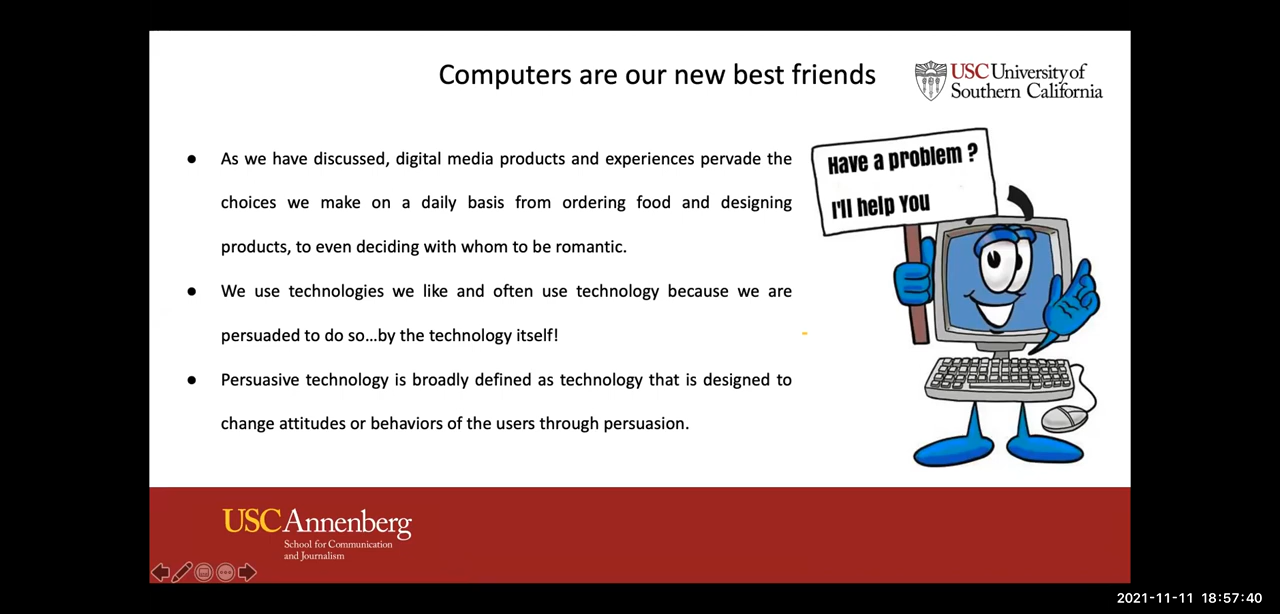 Computers are our new best friends
USC University of
Southern California
● As we have discussed, digital media products and experiences pervade the
choices we make on a daily basis from ordering food and designing
products, to even deciding with whom to be romantic.
● We use technologies we like and often use technology because we are
persuaded to do so...by the technology itself!
● Persuasive technology is broadly defined as technology that is designed to
change attitudes or behaviors of the users through persuasion.
Have a problem ?
I'll help You
USC Annenberg
School for Communication
and Journalism
2021-11-11 18:57:40